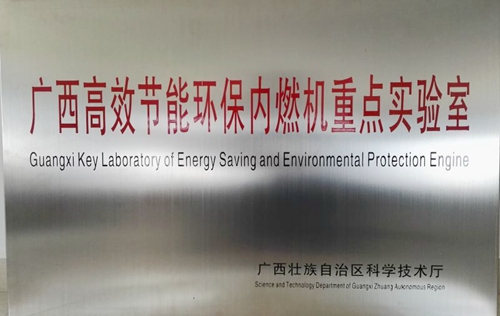 广西高效节能环保内燃机重点实验室
Guangxi Key Laboratory of Energy Saving and Environmental Protection Engine
广西壮族自治区科学技术厅
Science and Technology Department of Guangxi Zhuang Autonomous Region